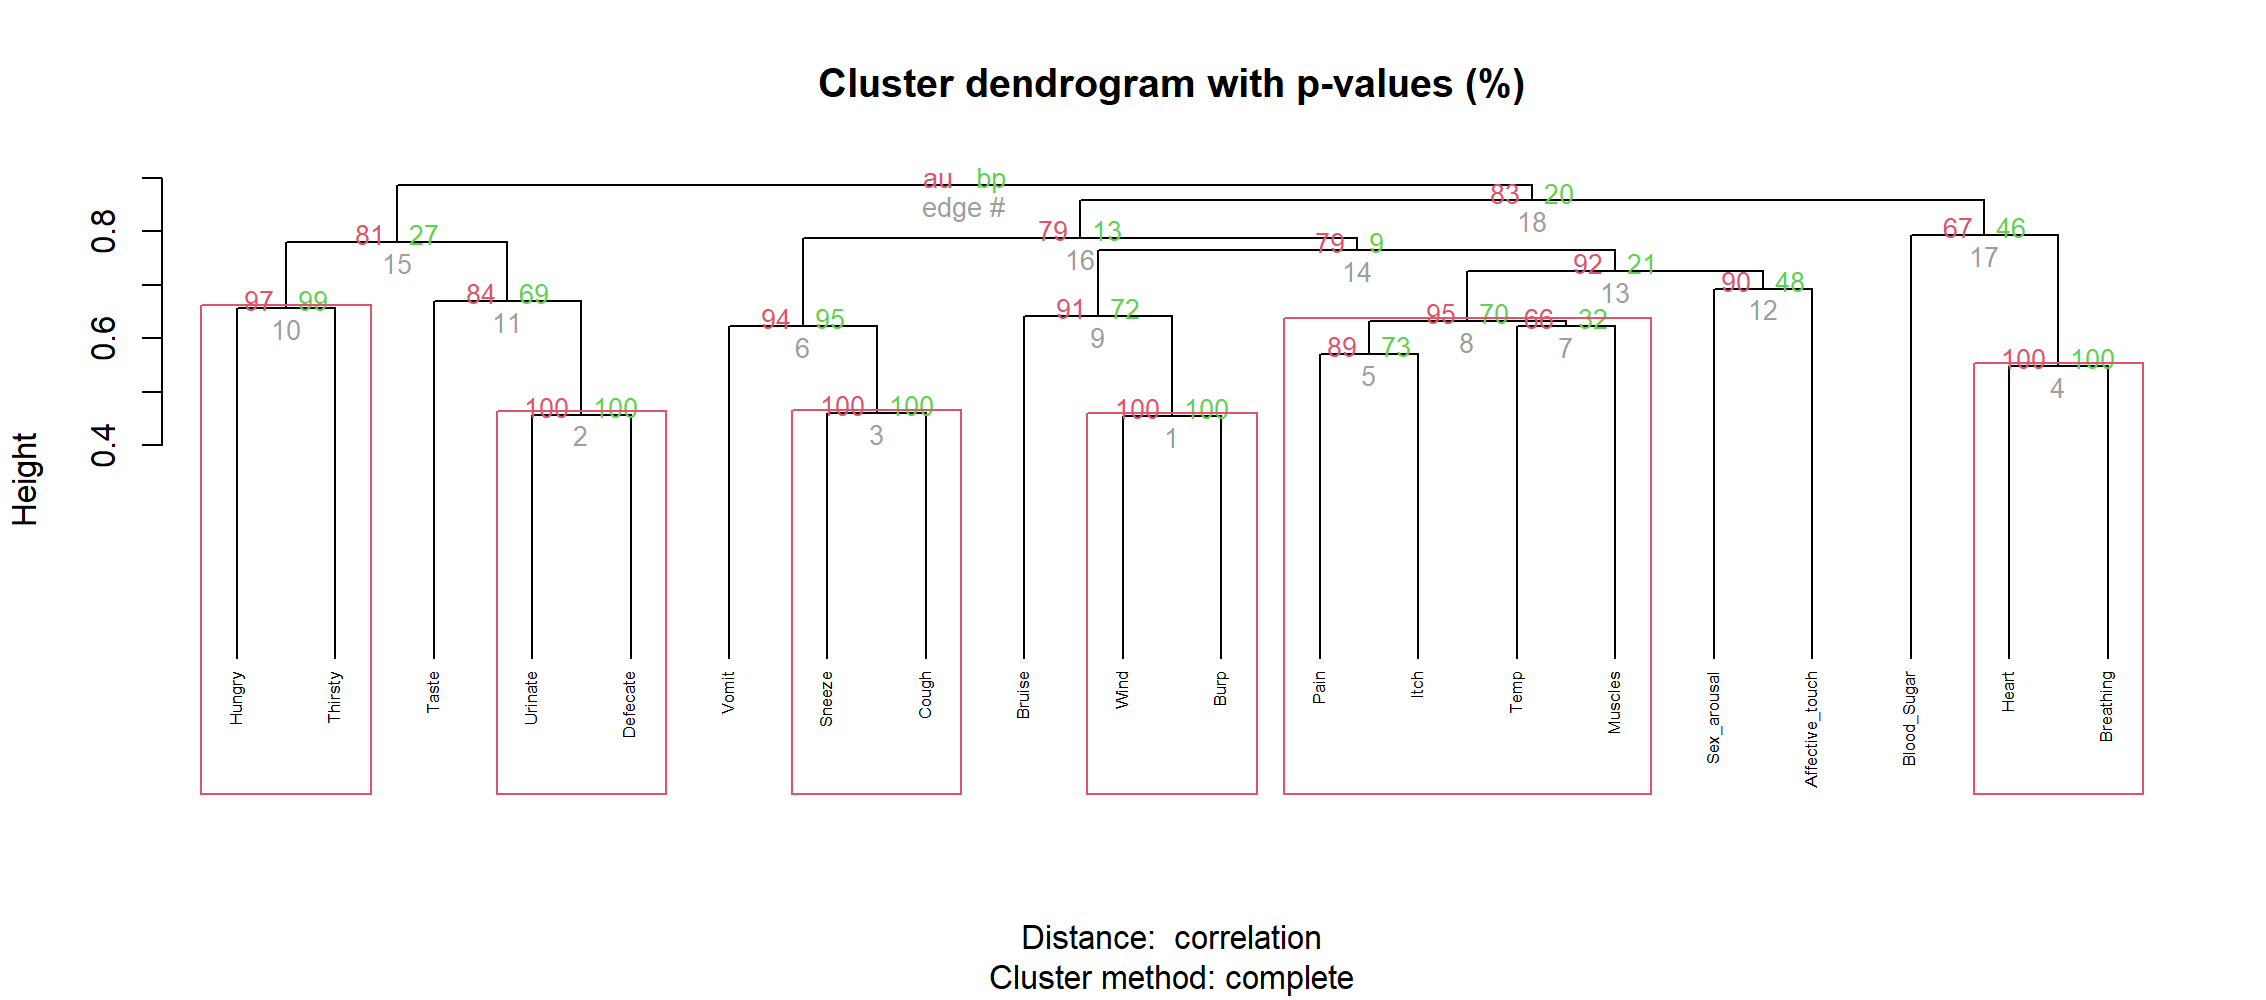 Cluster dendrogram with p-values (%)
au bp
edge #
83 20
18
81 27
15
79 13
16
79 9
14
67 46
17
92 21
13
90 48
12
97 99
10
84 69
11
94 95
6
91 72
9
95 70
8
66 32
7
89 73
5
100 100
2
100 100
3
100 100
1
100 100
4
Height
0.4
0.6
0.8
Hungry
Thirsty
Taste
Urinate
Defecate
Vomit
Sneeze
Cough
Bruise
Wind
Burp
Pain
Itch
Temp
Muscles
Sex_arousal
Affective_touch
Blood_Sugar
Heart
Breathing
Distance: correlation
Cluster method: complete